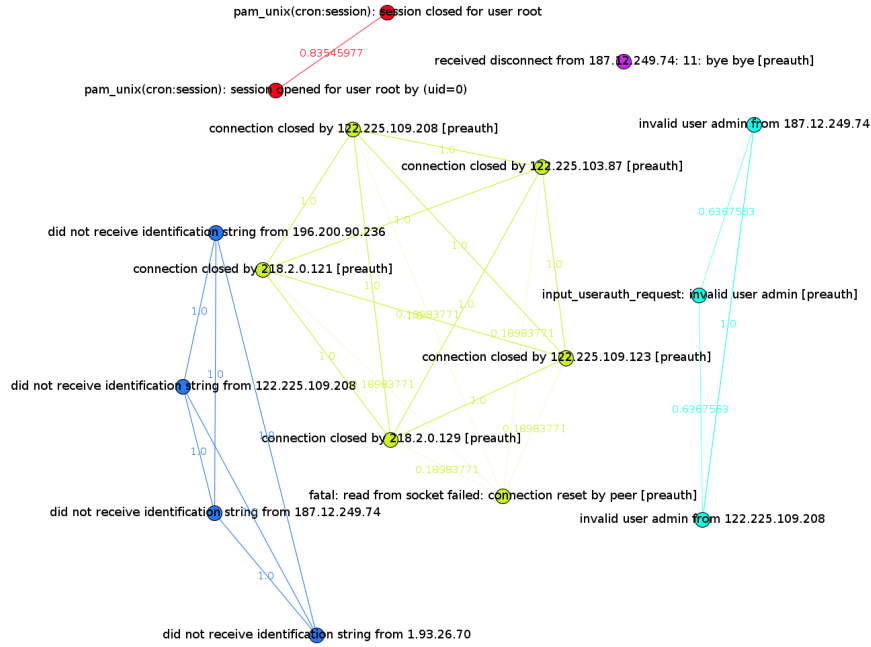 pam_unix(cron:session): session closed for user root
0.83545977
received disconnect from 187.12.249.74: 11: bye bye [preauth]
pam_unix(cron:session): session opened for user root by (uid=0)
connection closed by 122.225.109.208 [preauth]
invalid user admin from 187.12.249.74
1.0
connection closed by 122.225.103.87 [preauth]
1.0
0.6367563
1.0
did not receive identification string from 196.200.90.236
1.0
connection closed by 218.2.0.121 [preauth]
1.0
1.0
input_userauth_request: invalid user admin [preauth]
1.0
1.0
0.18983771
1.0
0.18983771
1.0
1.0
connection closed by 122.225.109.123 [preauth]
1.0
1.0
did not receive identification string from 122.225.109.208
0.18983771
1.0
0.6367563
0.18983771
1.0
connection closed by 218.2.0.129 [preauth]
1.0
0.18983771
fatal: read from socket failed: connection reset by peer [preauth]
did not receive identification string from 187.12.249.74
1.0
invalid user admin from 122.225.109.208
1.0
did not receive identification string from 1.93.26.70